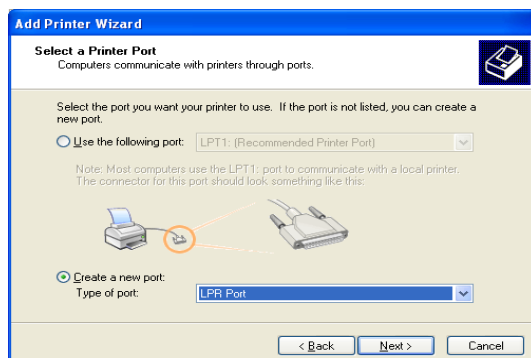 Add Printer Wizard
Select a Printer Port
Computers communicate with printers through ports.
Select the port you want your printer to use. If the port is not listed, you can create a
new port.
Use the following port: LPT1: (Recommended Printer Port)
Note: Most computers use the LPT1: port to communicate with a local printer.
The connector for this port should look something like this:
Create a new port:
Type of port: LPR Port
< Back Next > Cancel